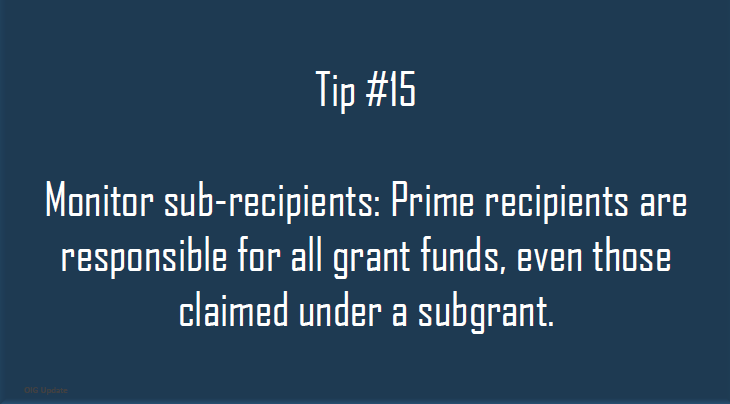 Tip #15
Monitor sub-recipients: Prime recipients are
responsible for all grant funds, even those
claimed under a subgrant.